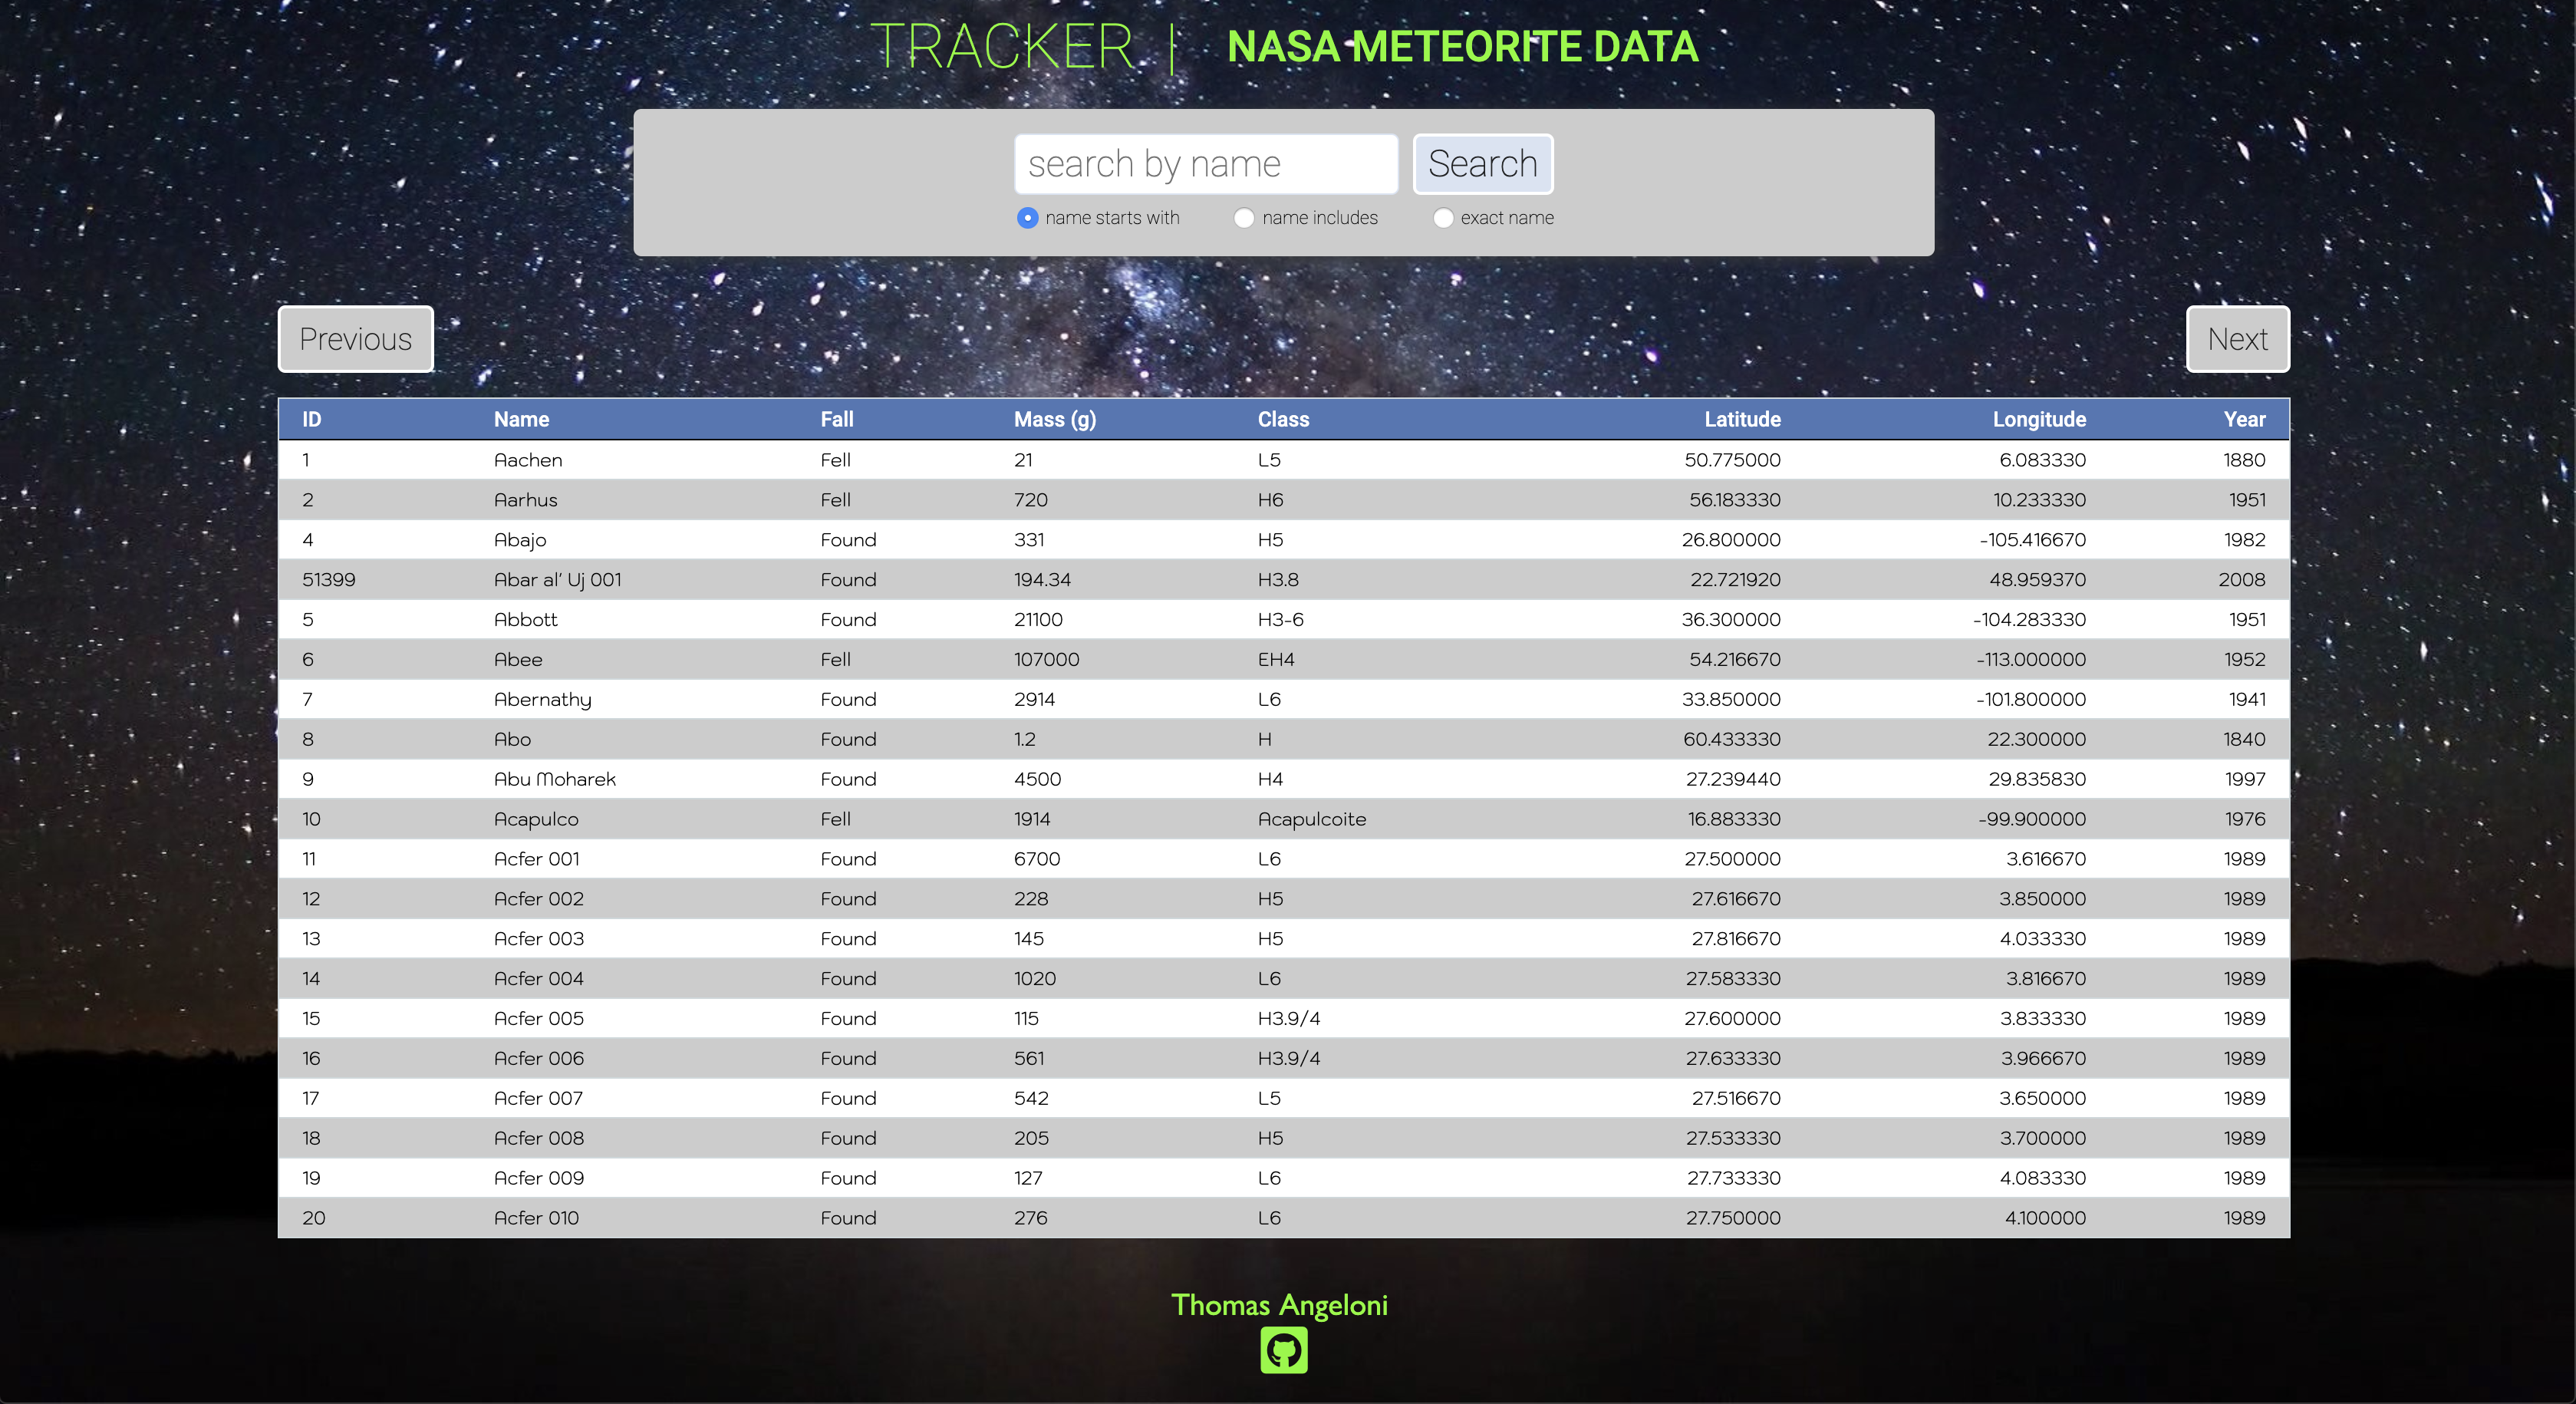 TRACKER | NASA METEORITE DATA
search by name Search
name starts with name includes exact name
Previous Next
ID Name Fall Mass (g) Class Latitude Longitude Year
1 Aachen Fell 21 L5 50.775000 6.083330 1880
2 Aarhus Fell 720 H6 56.183330 10.233330 1951
4 Abajo Found 331 H5 26.800000 -105.416670 1982
51399 Abar al' Uj 001 Found 194.34 H3.8 22.721920 48.959370 2008
5 Abbott Found 21100 H3-6 36.300000 -104.283330 1951
6 Abee Fell 107000 EH4 54.216670 -113.000000 1952
7 Abernathy Found 2914 L6 33.850000 -101.800000 1941
8 Abo Found 1.2 H 60.433330 22.300000 1840
9 Abu Moharek Found 4500 H4 27.239440 29.835830 1997
10 Acapulco Fell 1914 Acapulcoite 16.883330 -99.900000 1976
11 Acfer 001 Found 6700 L6 27.500000 3.616670 1989
12 Acfer 002 Found 228 H5 27.616670 3.850000 1989
13 Acfer 003 Found 145 H5 27.816670 4.033330 1989
14 Acfer 004 Found 1020 L6 27.583330 3.816670 1989
15 Acfer 005 Found 115 H3.9/4 27.600000 3.833330 1989
16 Acfer 006 Found 561 H3.9/4 27.633330 3.966670 1989
17 Acfer 007 Found 542 L5 27.516670 3.650000 1989
18 Acfer 008 Found 205 H5 27.533330 3.700000 1989
19 Acfer 009 Found 127 L6 27.733330 4.083330 1989
20 Acfer 010 Found 276 L6 27.750000 4.100000 1989
Thomas Angeloni